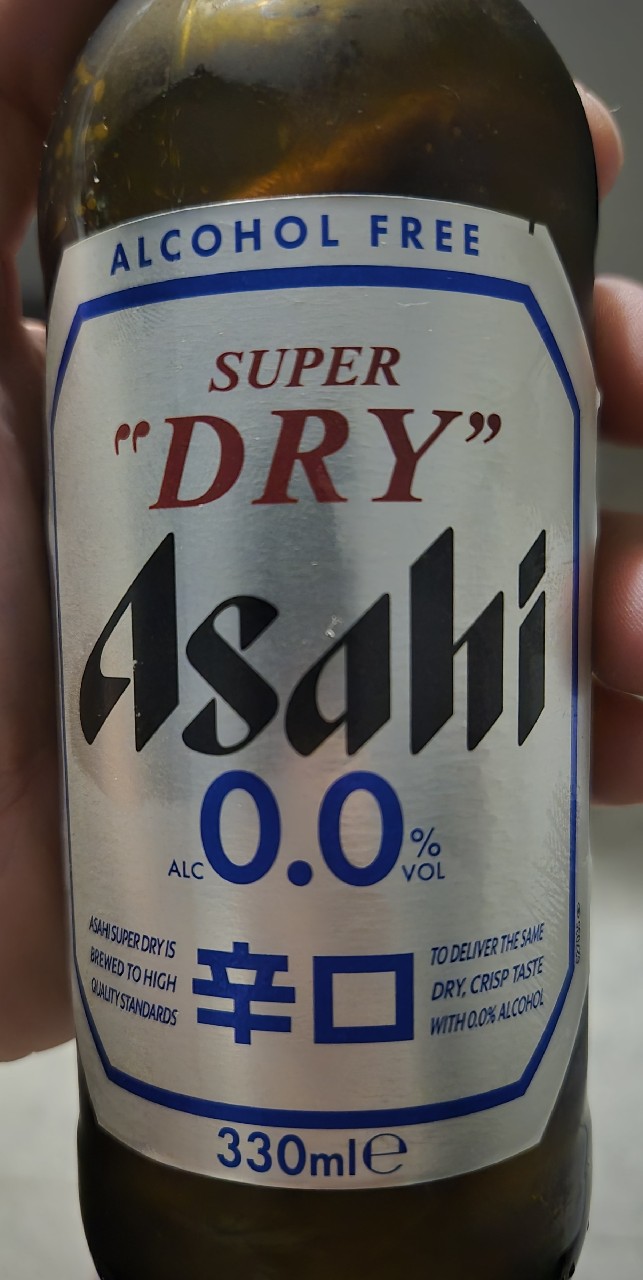 ALCOHOL FREE
SUPER
"DRY"
Asahi
ALC 0.0% VOL
ASAHI SUPER DRY IS
BREWED TO HIGH
QUALITY STANDARDS
辛口
TO DELIVER THE SAME
DRY, CRISP TASTE
WITH 0.0% ALCOHOL
330ml℮